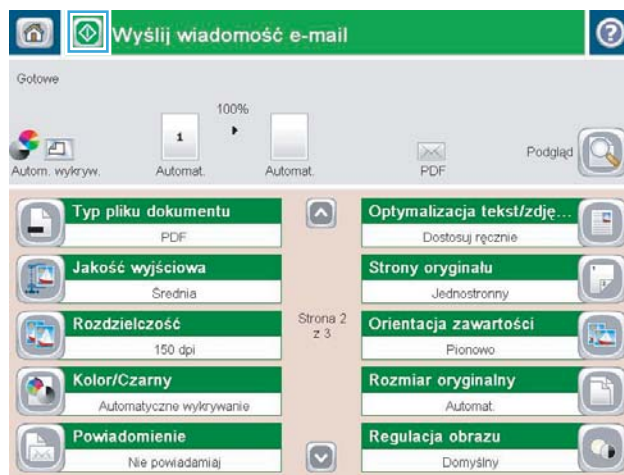 Wyślij wiadomość e-mail
Gotowe
100%
1
Autom. wykryw.
Automat.
Automat.
PDF
Podgląd
Typ pliku dokumentu
PDF
Jakość wyjściowa
Średnia
Rozdzielczość
150 dpi
Kolor/Czarny
Automatyczne wykrywanie
Powiadomienie
Nie powiadamiaj
Strona 2
z 3
Optymalizacja tekst/zdję...
Dostosuj ręcznie
Strony oryginału
Jednostronny
Orientacja zawartości
Pionowo
Rozmiar oryginalny
Automat.
Regulacja obrazu
Domyślny